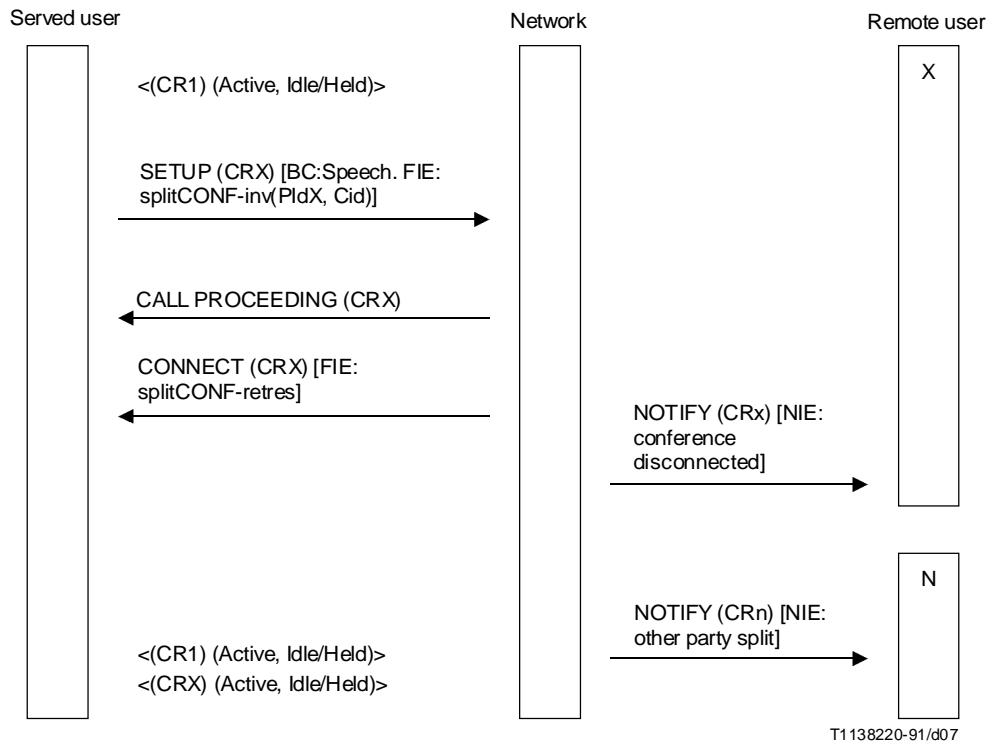 Served user
Network
Remote user
X
<(CR1) (Active, Idle/Held)>
SETUP (CRX) [BC:Speech. FIE:
splitCONF-inv(PIdX, Cid)]
CALL PROCEEDING (CRX)
CONNECT (CRX) [FIE:
splitCONF-retres]
NOTIFY (CRx) [NIE:
conference
disconnected]
N
NOTIFY (CRn) [NIE:
other party split]
<(CR1) (Active, Idle/Held)>
<(CRX) (Active, Idle/Held)>
T1138220-91/d07